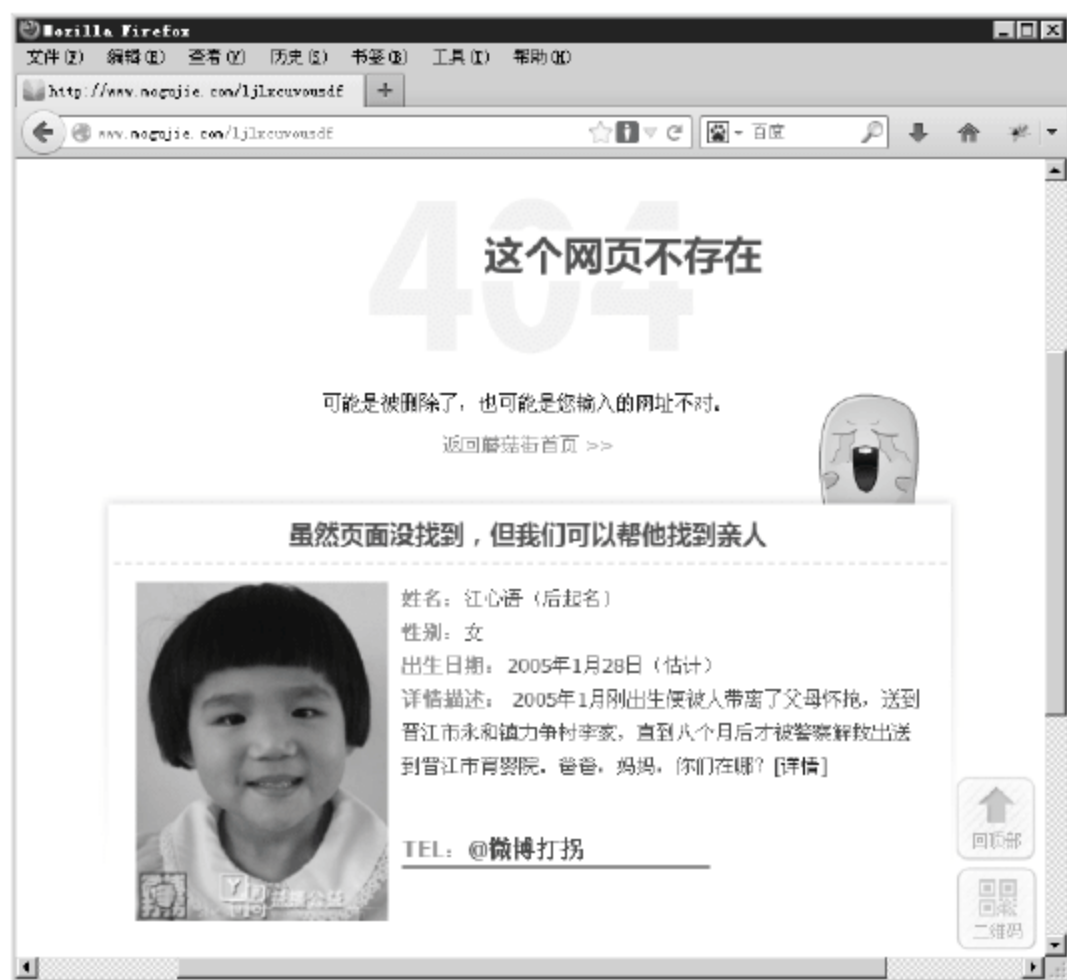 Mozilla Firefox
文件(F) 编辑(E) 查看(V) 历史(S) 书签(B) 工具(T) 帮助(H)
http://www.mogujie.com/ljlxcuvousdf +
www.mogujie.com/ljlxcuvousdf 百度
404
这个网页不存在
可能是被删除了，也可能是您输入的网址不对。
返回蘑菇街首页 >>
虽然页面没找到，但我们可以帮他找到亲人
姓名：江心语（后起名）
性别：女
出生日期：2005年1月28日（估计）
详情描述：2005年1月刚出生便被人带离了父母怀抱，送到
晋江市永和镇力争村李家，直到八个月后才被警察解救出送
到晋江市育婴院。爸爸，妈妈，你们在哪？[详情]
TEL：@微博打拐
回顶部
二维码